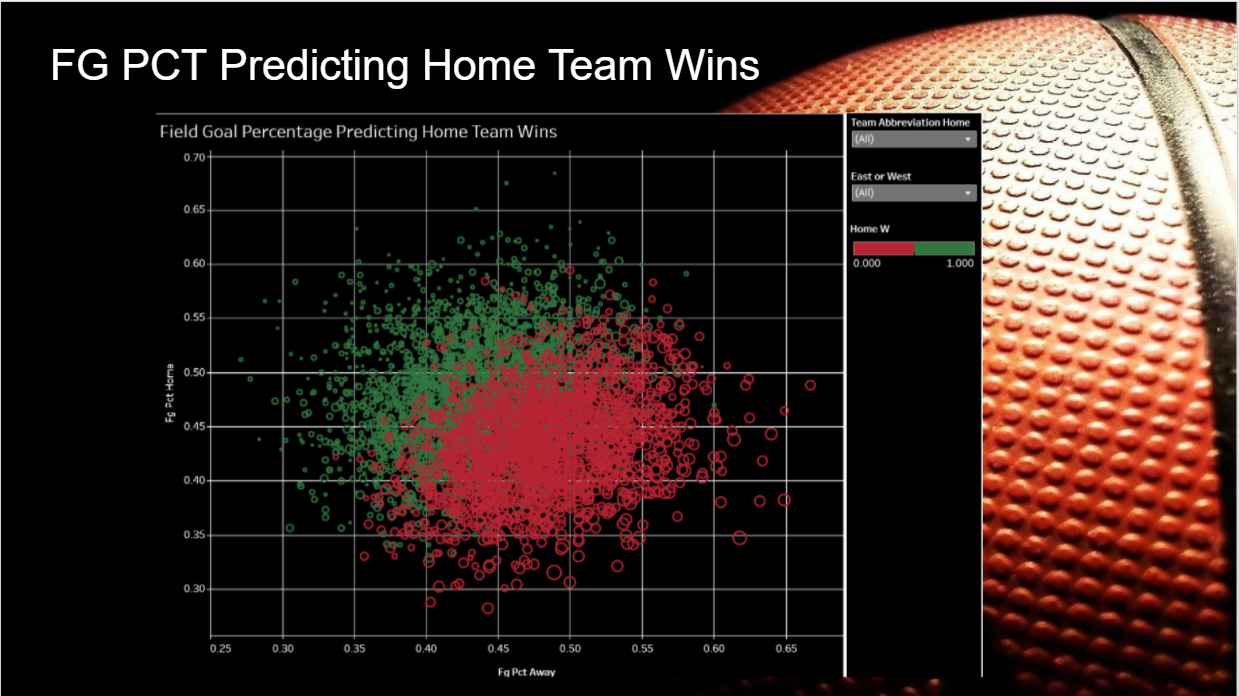 FG PCT Predicting Home Team Wins
Field Goal Percentage Predicting Home Team Wins
Team Abbreviation Home
(All)
East or West
(All)
Home W
0.000 1.000
0.70
0.65
0.60
0.55
0.50
0.45
0.40
0.35
0.30
Fg Pct Home
0.25 0.30 0.35 0.40 0.45 0.50 0.55 0.60 0.65
Fg Pct Away